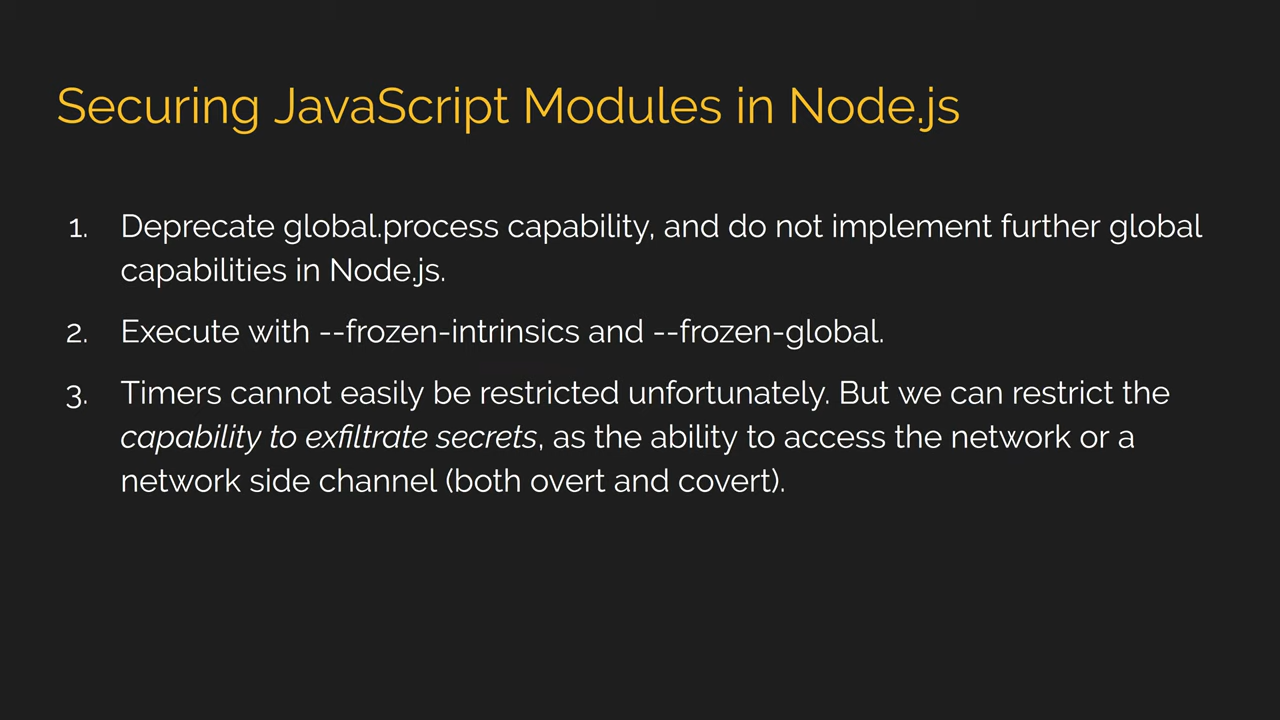 Securing JavaScript Modules in Node.js
1. Deprecate global.process capability, and do not implement further global
capabilities in Node.js.
2. Execute with --frozen-intrinsics and --frozen-global.
3. Timers cannot easily be restricted unfortunately. But we can restrict the
capability to exfiltrate secrets, as the ability to access the network or a
network side channel (both overt and covert).